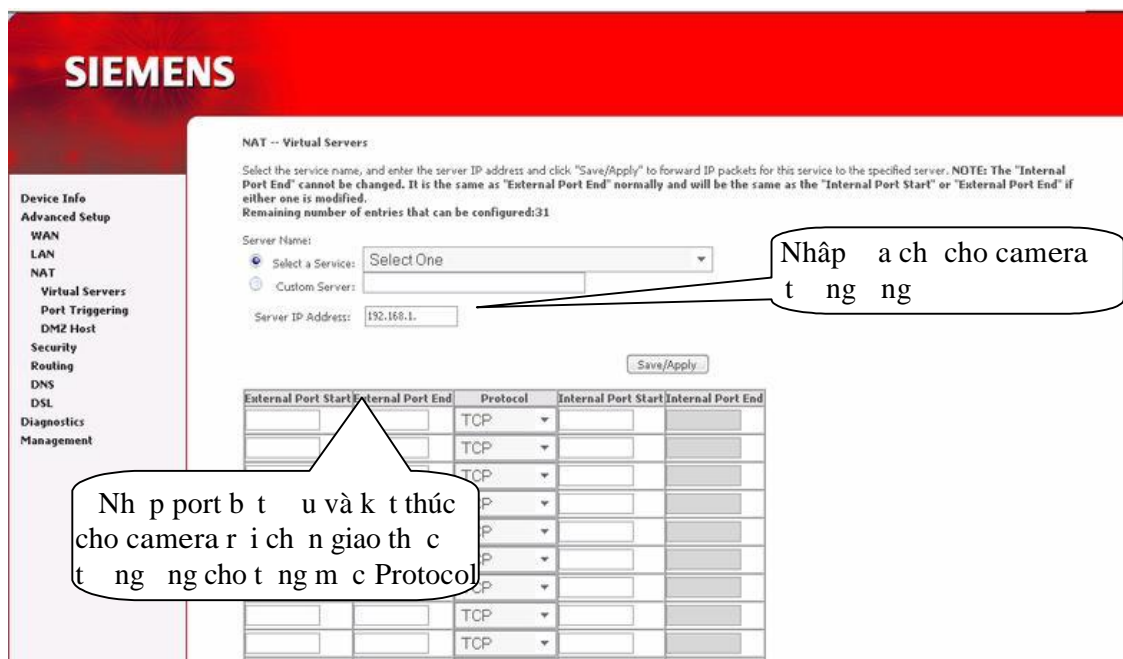 SIEMENS
NAT -- Virtual Servers
Select the service name, and enter the server IP address and click "Save/Apply" to forward IP packets for this service to the specified server. NOTE: The "Internal
Port End" cannot be changed. It is the same as "External Port End" normally and will be the same as the "Internal Port Start" or "External Port End" if
either one is modified.
Remaining number of entries that can be configured:31
Device Info
Advanced Setup
WAN
LAN
NAT
Virtual Servers
Port Triggering
DMZ Host
Security
Routing
DNS
DSL
Diagnostics
Management
Server Name:
Select a Service: Select One
Custom Server:
Server IP Address: 192.168.1.
Nhâp a ch cho camera
t ng ng
Save/Apply
External Port Start External Port End Protocol Internal Port Start Internal Port End
TCP
TCP
TCP
CP
CP
CP
CP
TCP
TCP
Nh p port b t u và k t thúc
cho camera r i ch n giao th c
t ng ng cho t ng m c Protocol